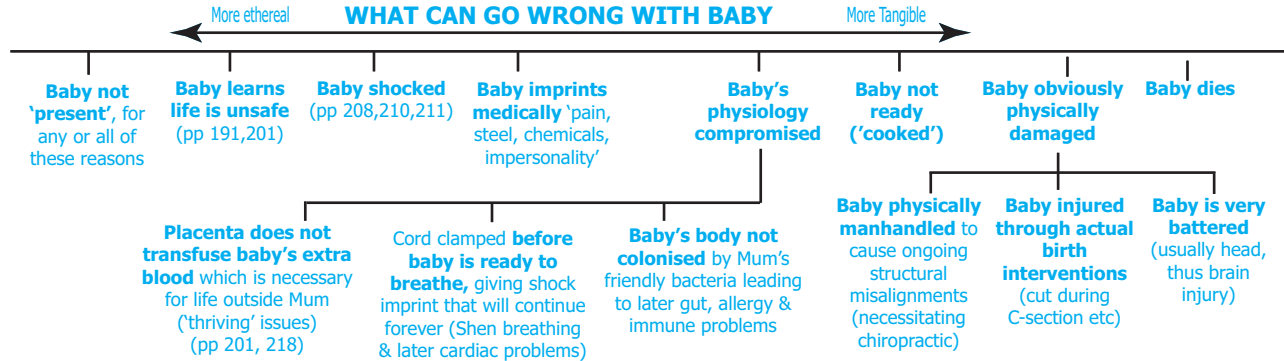 More ethereal
WHAT CAN GO WRONG WITH BABY
More Tangible
Baby not
‘present’, for
any or all of
these reasons
Baby learns
life is unsafe
(pp 191,201)
Baby shocked
(pp 208,210,211)
Baby imprints
medically ‘pain,
steel, chemicals,
impersonality’
Baby’s
physiology
compromised
Baby not
ready
(’cooked’)
Baby obviously
physically
damaged
Baby dies
Placenta does not
transfuse baby’s extra
blood which is necessary
for life outside Mum
(‘thriving’ issues)
(pp 201, 218)
Cord clamped before
baby is ready to
breathe, giving shock
imprint that will continue
forever (Shen breathing
& later cardiac problems)
Baby’s body not
colonised by Mum’s
friendly bacteria leading
to later gut, allergy &
immune problems
Baby physically
manhandled to
cause ongoing
structural
misalignments
(necessitating
chiropractic)
Baby injured
through actual
birth
interventions
(cut during
C-section etc)
Baby is very
battered
(usually head,
thus brain
injury)